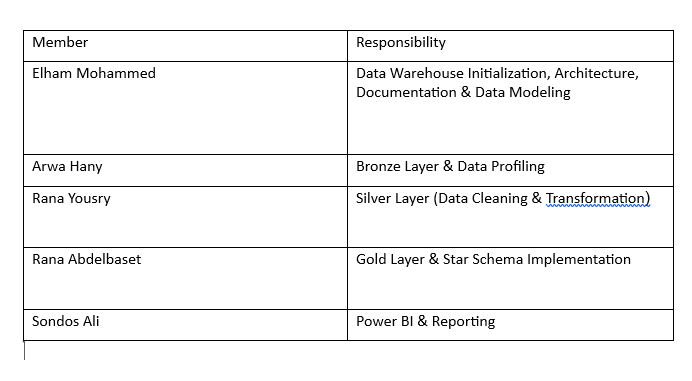 Member Responsibility
Elham Mohammed Data Warehouse Initialization, Architecture,
Documentation & Data Modeling
Arwa Hany Bronze Layer & Data Profiling
Rana Yousry Silver Layer (Data Cleaning & Transformation)
Rana Abdelbaset Gold Layer & Star Schema Implementation
Sondos Ali Power BI & Reporting